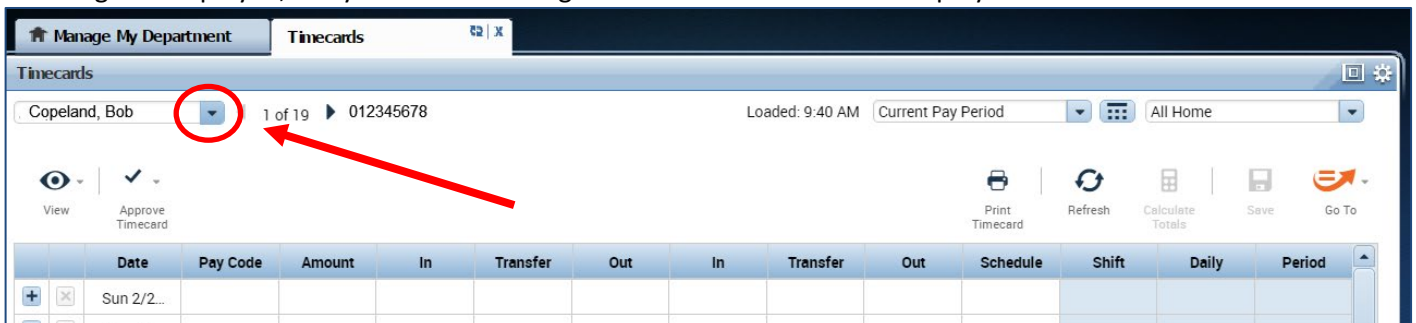 Manage My Department Timecards
Timecards
Copeland, Bob 1 of 19 012345678 Loaded: 9:40 AM Current Pay Period All Home
View Approve Timecard Print Timecard Refresh Calculate Totals Save Go To
Date Pay Code Amount In Transfer Out In Transfer Out Schedule Shift Daily Period
Sun 2/2...